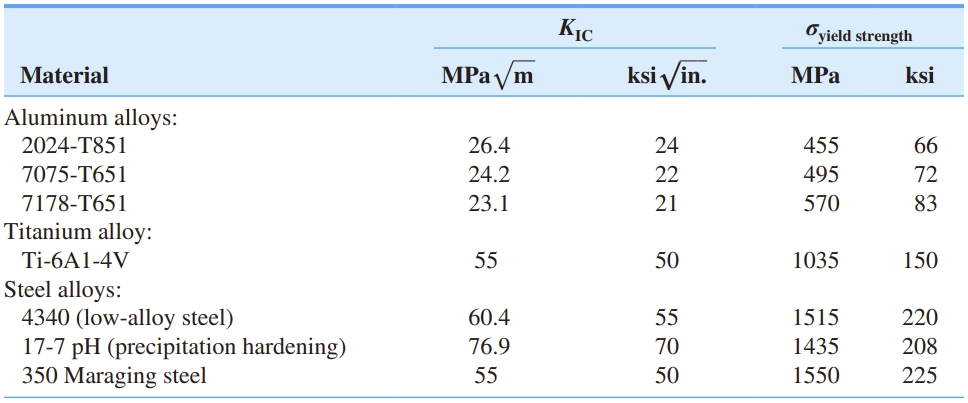 K_IC σ_yield strength
Material MPa√m ksi√in. MPa ksi
Aluminum alloys:
2024-T851 26.4 24 455 66
7075-T651 24.2 22 495 72
7178-T651 23.1 21 570 83
Titanium alloy:
Ti-6A1-4V 55 50 1035 150
Steel alloys:
4340 (low-alloy steel) 60.4 55 1515 220
17-7 pH (precipitation hardening) 76.9 70 1435 208
350 Maraging steel 55 50 1550 225